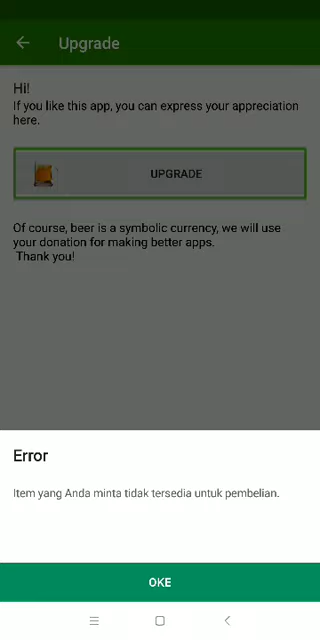 Upgrade
Hi!
If you like this app, you can express your appreciation
here.
UPGRADE
Of course, beer is a symbolic currency, we will use
your donation for making better apps.
Thank you!
Error
Item yang Anda minta tidak tersedia untuk pembelian.
OKE